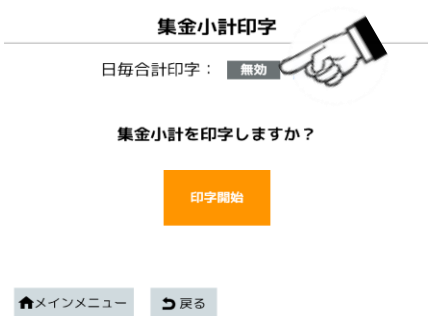 集金小計印字
日毎合計印字： 無効
集金小計を印字しますか？
印字開始
メインメニュー 戻る